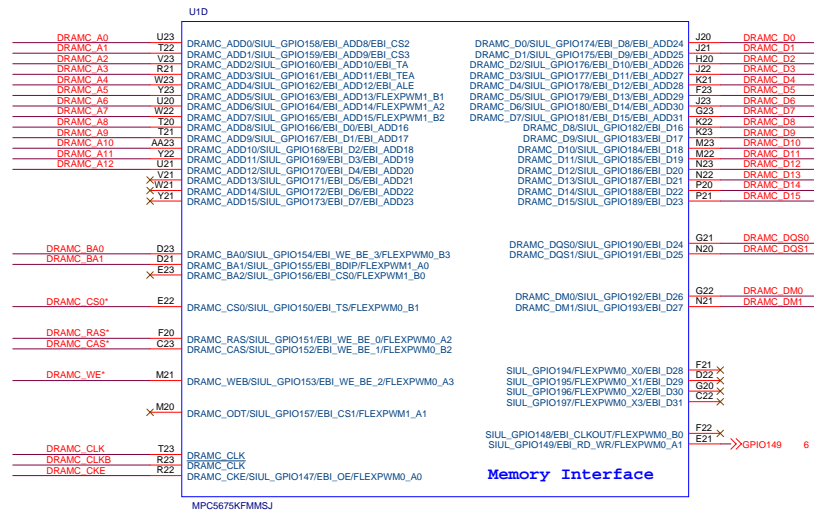 U1D
DRAMC_A0 U23 DRAMC_ADD0/SIUL_GPIO158/EBI_ADD8/EBI_CS2
DRAMC_A1 T22 DRAMC_ADD1/SIUL_GPIO159/EBI_ADD9/EBI_CS3
DRAMC_A2 V23 DRAMC_ADD2/SIUL_GPIO160/EBI_ADD10/EBI_TA
DRAMC_A3 R21 DRAMC_ADD3/SIUL_GPIO161/EBI_ADD11/EBI_TEA
DRAMC_A4 W23 DRAMC_ADD4/SIUL_GPIO162/EBI_ADD12/EBI_ALE
DRAMC_A5 Y23 DRAMC_ADD5/SIUL_GPIO163/EBI_ADD13/FLEXPWM1_B1
DRAMC_A6 U20 DRAMC_ADD6/SIUL_GPIO164/EBI_ADD14/FLEXPWM1_A2
DRAMC_A7 W22 DRAMC_ADD7/SIUL_GPIO165/EBI_ADD15/FLEXPWM1_B2
DRAMC_A8 T20 DRAMC_ADD8/SIUL_GPIO166/EBI_D0/EBI_ADD16
DRAMC_A9 T21 DRAMC_ADD9/SIUL_GPIO167/EBI_D1/EBI_ADD17
DRAMC_A10 AA23 DRAMC_ADD10/SIUL_GPIO168/EBI_D2/EBI_ADD18
DRAMC_A11 Y22 DRAMC_ADD11/SIUL_GPIO169/EBI_D3/EBI_ADD19
DRAMC_A12 U21 DRAMC_ADD12/SIUL_GPIO170/EBI_D4/EBI_ADD20
V21 DRAMC_ADD13/SIUL_GPIO171/EBI_D5/EBI_ADD21
W21 DRAMC_ADD14/SIUL_GPIO172/EBI_D6/EBI_ADD22
Y21 DRAMC_ADD15/SIUL_GPIO173/EBI_D7/EBI_ADD23
DRAMC_BA0 D23 DRAMC_BA0/SIUL_GPIO154/EBI_WE_BE_3/FLEXPWM0_B3
DRAMC_BA1 D21 DRAMC_BA1/SIUL_GPIO155/EBI_BDIP/FLEXPWM1_A0
E23 DRAMC_BA2/SIUL_GPIO156/EBI_CS0/FLEXPWM1_B0
DRAMC_CS0* E22 DRAMC_CS0/SIUL_GPIO150/EBI_TS/FLEXPWM0_B1
DRAMC_RAS* F20 DRAMC_RAS/SIUL_GPIO151/EBI_WE_BE_0/FLEXPWM0_A2
DRAMC_CAS* C23 DRAMC_CAS/SIUL_GPIO152/EBI_WE_BE_1/FLEXPWM0_B2
DRAMC_WE* M21 DRAMC_WEB/SIUL_GPIO153/EBI_WE_BE_2/FLEXPWM0_A3
M20 DRAMC_ODT/SIUL_GPIO157/EBI_CS1/FLEXPWM1_A1
DRAMC_CLK T23 DRAMC_CLK
DRAMC_CLKB R23 DRAMC_CLK
DRAMC_CKE R22 DRAMC_CKE/SIUL_GPIO147/EBI_OE/FLEXPWM0_A0
DRAMC_D0/SIUL_GPIO174/EBI_D8/EBI_ADD24 J20 DRAMC_D0
DRAMC_D1/SIUL_GPIO175/EBI_D9/EBI_ADD25 J21 DRAMC_D1
DRAMC_D2/SIUL_GPIO176/EBI_D10/EBI_ADD26 H20 DRAMC_D2
DRAMC_D3/SIUL_GPIO177/EBI_D11/EBI_ADD27 J22 DRAMC_D3
DRAMC_D4/SIUL_GPIO178/EBI_D12/EBI_ADD28 K21 DRAMC_D4
DRAMC_D5/SIUL_GPIO179/EBI_D13/EBI_ADD29 F23 DRAMC_D5
DRAMC_D6/SIUL_GPIO180/EBI_D14/EBI_ADD30 J23 DRAMC_D6
DRAMC_D7/SIUL_GPIO181/EBI_D15/EBI_ADD31 G23 DRAMC_D7
DRAMC_D8/SIUL_GPIO182/EBI_D16 K22 DRAMC_D8
DRAMC_D9/SIUL_GPIO183/EBI_D17 K23 DRAMC_D9
DRAMC_D10/SIUL_GPIO184/EBI_D18 M23 DRAMC_D10
DRAMC_D11/SIUL_GPIO185/EBI_D19 M22 DRAMC_D11
DRAMC_D12/SIUL_GPIO186/EBI_D20 N23 DRAMC_D12
DRAMC_D13/SIUL_GPIO187/EBI_D21 N22 DRAMC_D13
DRAMC_D14/SIUL_GPIO188/EBI_D22 P20 DRAMC_D14
DRAMC_D15/SIUL_GPIO189/EBI_D23 P21 DRAMC_D15
DRAMC_DQS0/SIUL_GPIO190/EBI_D24 G21 DRAMC_DQS0
DRAMC_DQS1/SIUL_GPIO191/EBI_D25 N20 DRAMC_DQS1
DRAMC_DM0/SIUL_GPIO192/EBI_D26 G22 DRAMC_DM0
DRAMC_DM1/SIUL_GPIO193/EBI_D27 N21 DRAMC_DM1
SIUL_GPIO194/FLEXPWM0_X0/EBI_D28 F21
SIUL_GPIO195/FLEXPWM0_X1/EBI_D29 D22
SIUL_GPIO196/FLEXPWM0_X2/EBI_D30 G20
SIUL_GPIO197/FLEXPWM0_X3/EBI_D31 C22
SIUL_GPIO148/EBI_CLKOUT/FLEXPWM0_B0 F22
SIUL_GPIO149/EBI_RD_WR/FLEXPWM0_A1 E21 GPIO149 6
Memory Interface
MPC5675KFMMSJ